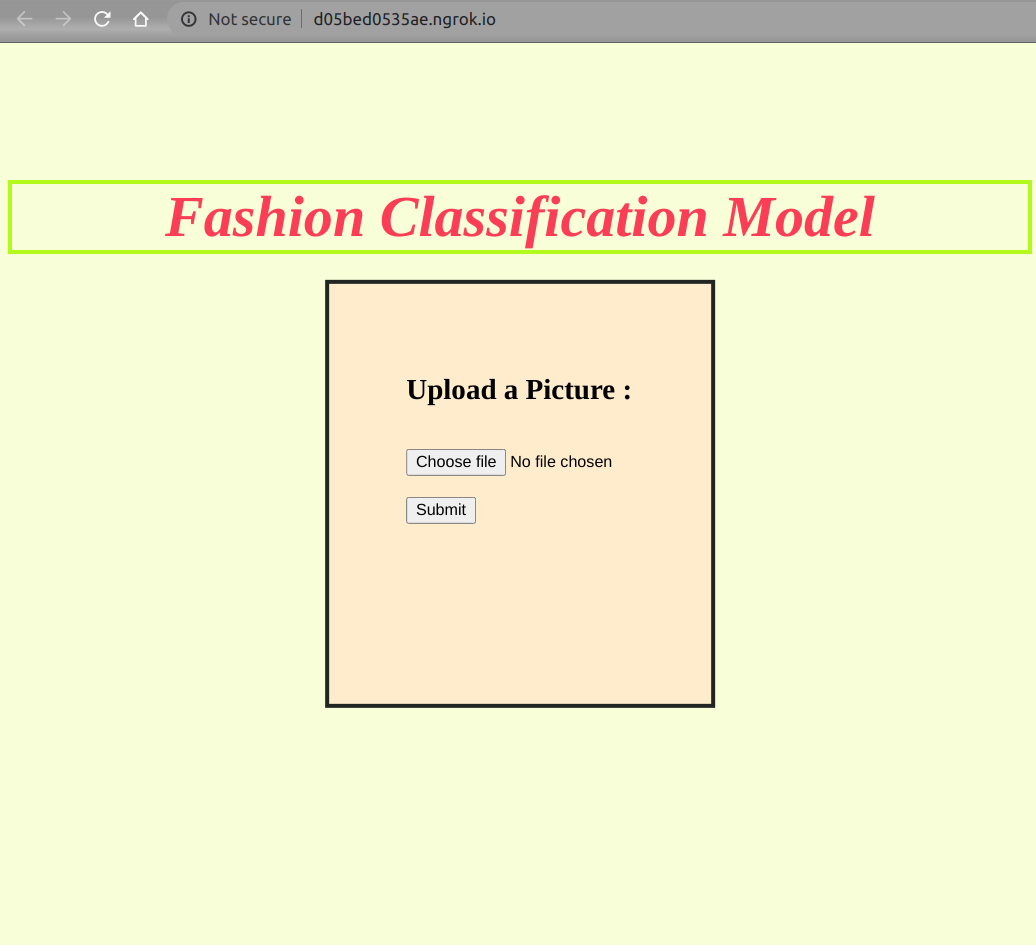 Not secure d05bed0535ae.ngrok.io
Fashion Classification Model
Upload a Picture :
Choose file No file chosen
Submit